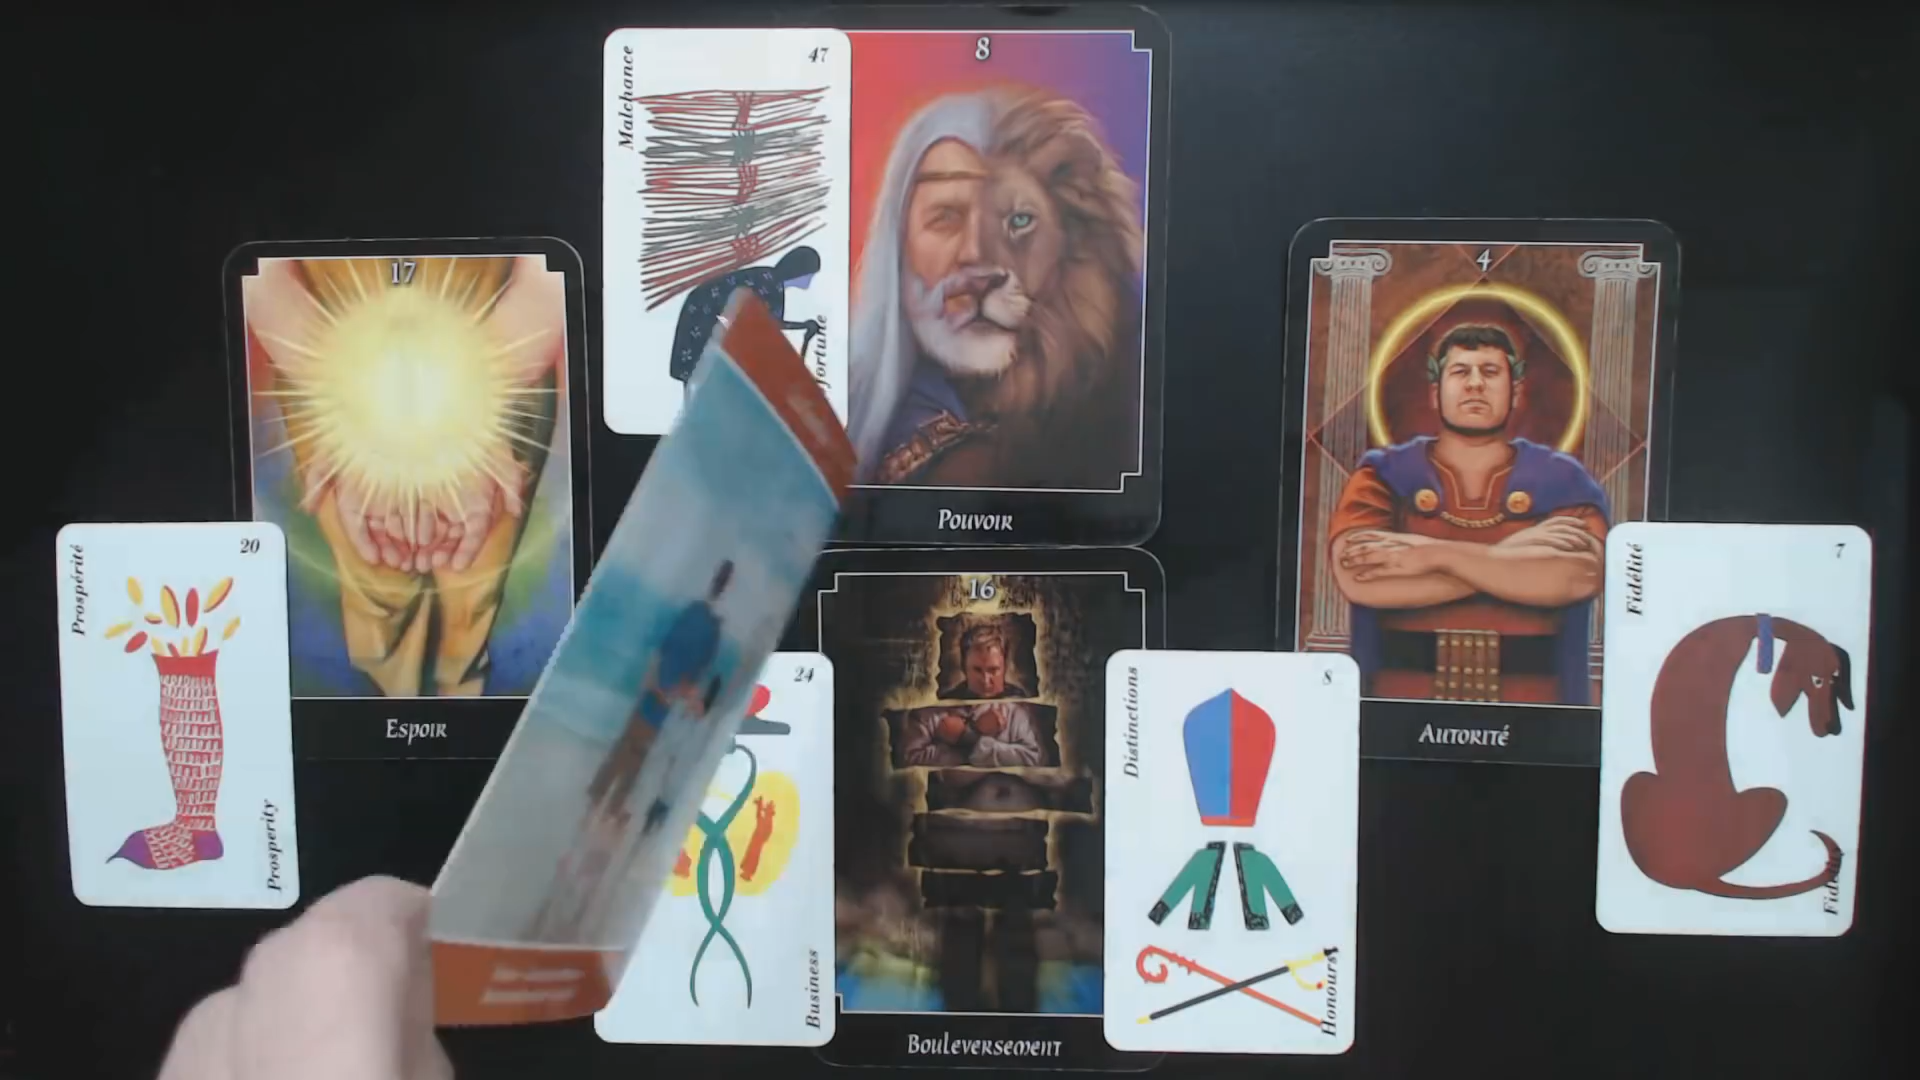 47
Malchance
8
Pouvoir
17
Espoir
4
Autorité
20
Prospérité
Prosperity
7
Fidélité
24
Business
16
Bouleversement
8
Distinctions
Honours